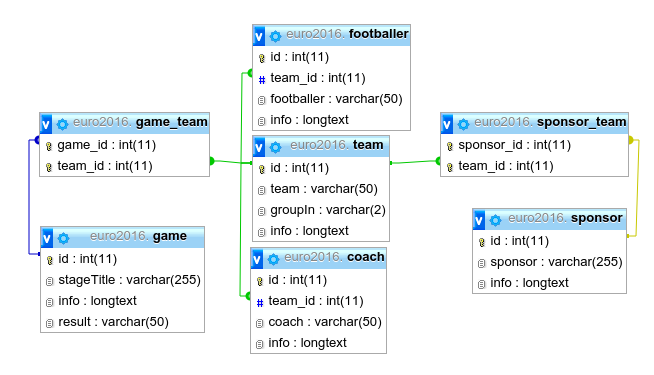 euro2016. footballer
id : int(11)
team_id : int(11)
footballer : varchar(50)
info : longtext
euro2016. game_team
game_id : int(11)
team_id : int(11)
euro2016. team
id : int(11)
team : varchar(50)
groupIn : varchar(2)
info : longtext
euro2016. sponsor_team
sponsor_id : int(11)
team_id : int(11)
euro2016. game
id : int(11)
stageTitle : varchar(255)
info : longtext
result : varchar(50)
euro2016. coach
id : int(11)
team_id : int(11)
coach : varchar(50)
info : longtext
euro2016. sponsor
id : int(11)
sponsor : varchar(255)
info : longtext